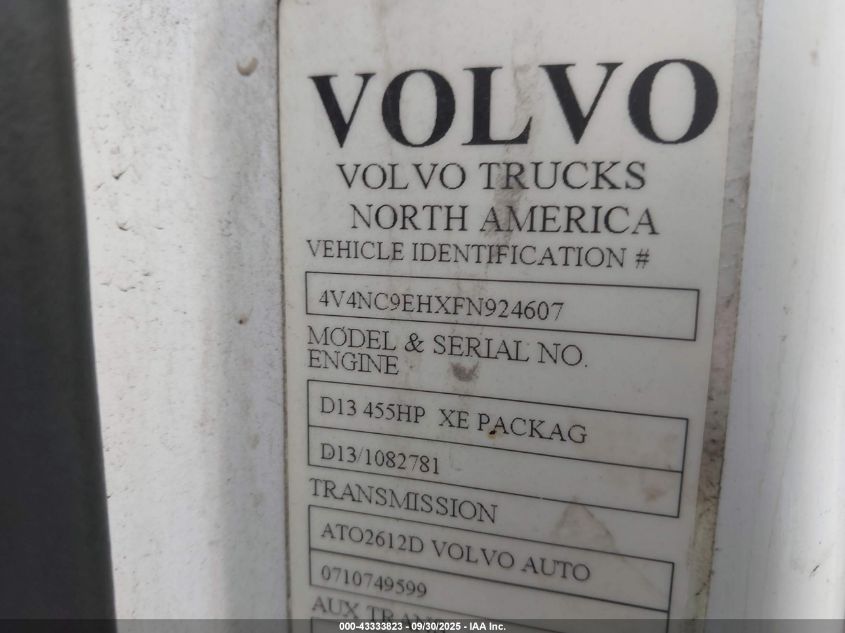 VOLVO
VOLVO TRUCKS
NORTH AMERICA
VEHICLE IDENTIFICATION #
4V4NC9EHXFN924607
MODEL & SERIAL NO.
ENGINE
D13 455HP XE PACKAG
D13/1082781
TRANSMISSION
ATO2612D VOLVO AUTO
0710749599
AUX
000-43333823 - 09/30/2025 - IAA Inc.